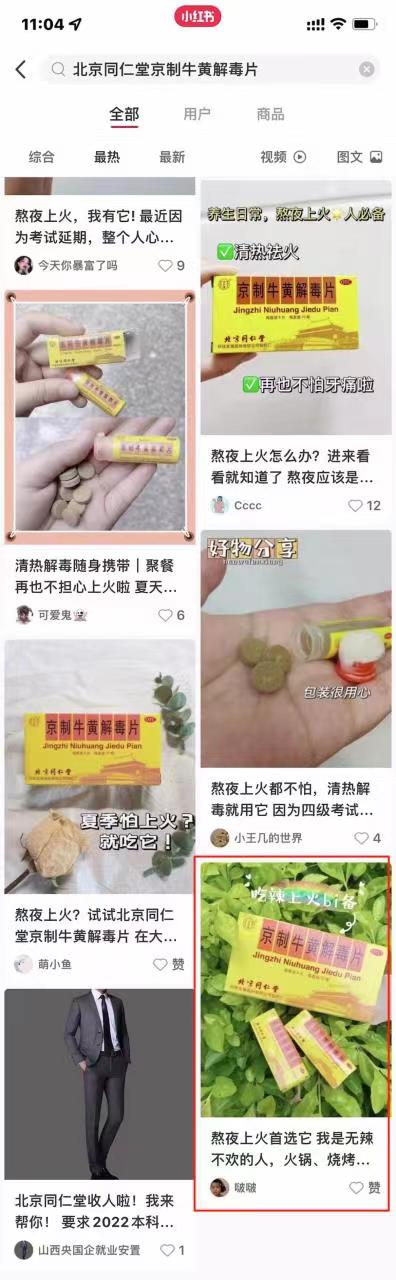 11:04
小红书
北京同仁堂京制牛黄解毒片
全部
用户
商品
综合
最热
最新
视频
图文
熬夜上火，我有它! 最近因
为考试延期，整个人心...
今天你暴富了吗
9
养生日常，熬夜上火人必备
清热祛火
京制牛黄解毒片
Jingzhi Niuhuang Jiedu Pian
北京同仁堂
再也不怕牙痛啦
熬夜上火怎么办？进来看
看就知道了 熬夜应该是...
Cccc
12
清热解毒随身携带｜聚餐
再也不担心上火啦 夏天...
可爱鬼
6
好物分享
haowufenxiang
包装很用心
熬夜上火都不怕，清热解
毒就用它 因为四级考试...
小王几的世界
4
京制牛黄解毒片
Jingzhi Niuhuang Jiedu Pian
北京同仁堂
夏季怕上火？
就吃它！
熬夜上火？试试北京同仁
堂京制牛黄解毒片 在大...
萌小鱼
赞
吃辣上火bi备
京制牛黄解毒片
Jingzhi Niuhuang Jiedu Pian
北京同仁堂
熬夜上火首选它 我是无辣
不欢的人，火锅、烧烤...
啵啵
赞
北京同仁堂收人啦！我来
帮你！ 要求2022本科...
山西央国企就业安置
1